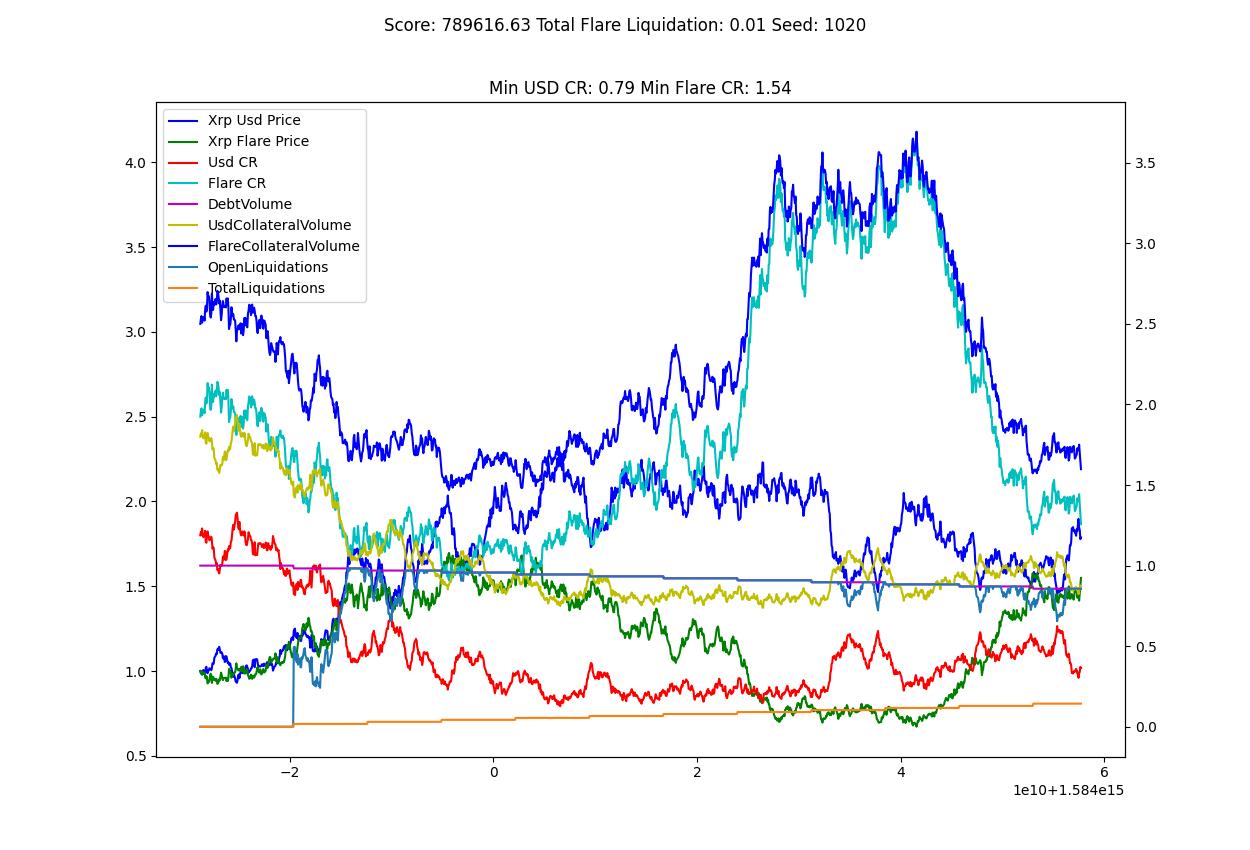 Score: 789616.63 Total Flare Liquidation: 0.01 Seed: 1020
Min USD CR: 0.79 Min Flare CR: 1.54
Xrp Usd Price
Xrp Flare Price
Usd CR
Flare CR
DebtVolume
UsdCollateralVolume
FlareCollateralVolume
OpenLiquidations
TotalLiquidations
4.0
3.5
3.0
2.5
2.0
1.5
1.0
0.5
3.5
3.0
2.5
2.0
1.5
1.0
0.5
0.0
−2 0 2 4 6
1e10+1.584e15